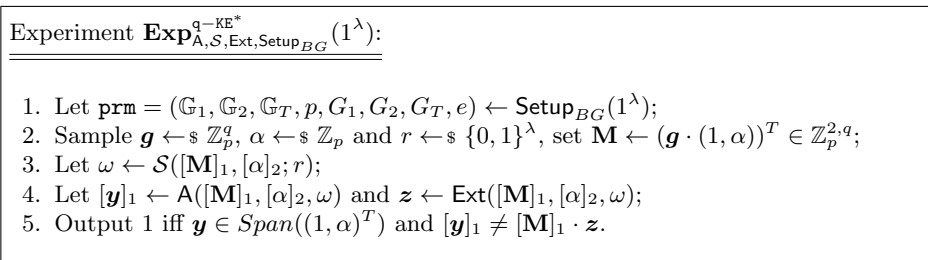 Experiment $\mathbf{Exp}^{\mathtt{q-KE^*}}_{\mathsf{A},\mathcal{S},\mathsf{Ext},\mathsf{Setup}_{BG}}(1^\lambda)$:
1. Let $\mathtt{prm} = (\mathbb{G}_1, \mathbb{G}_2, \mathbb{G}_T, p, G_1, G_2, G_T, e) \leftarrow \mathsf{Setup}_{BG}(1^\lambda)$;
2. Sample $\boldsymbol{g} \leftarrow\$ \ \mathbb{Z}_p^q$, $\alpha \leftarrow\$ \ \mathbb{Z}_p$ and $r \leftarrow\$ \ \{0,1\}^\lambda$, set $\mathbf{M} \leftarrow (\boldsymbol{g} \cdot (1, \alpha))^T \in \mathbb{Z}_p^{2,q}$;
3. Let $\omega \leftarrow \mathcal{S}([\mathbf{M}]_1, [\alpha]_2; r)$;
4. Let $[\boldsymbol{y}]_1 \leftarrow \mathsf{A}([\mathbf{M}]_1, [\alpha]_2, \omega)$ and $\boldsymbol{z} \leftarrow \mathsf{Ext}([\mathbf{M}]_1, [\alpha]_2, \omega)$;
5. Output 1 iff $\boldsymbol{y} \in Span((1, \alpha)^T)$ and $[\boldsymbol{y}]_1 \neq [\mathbf{M}]_1 \cdot \boldsymbol{z}$.